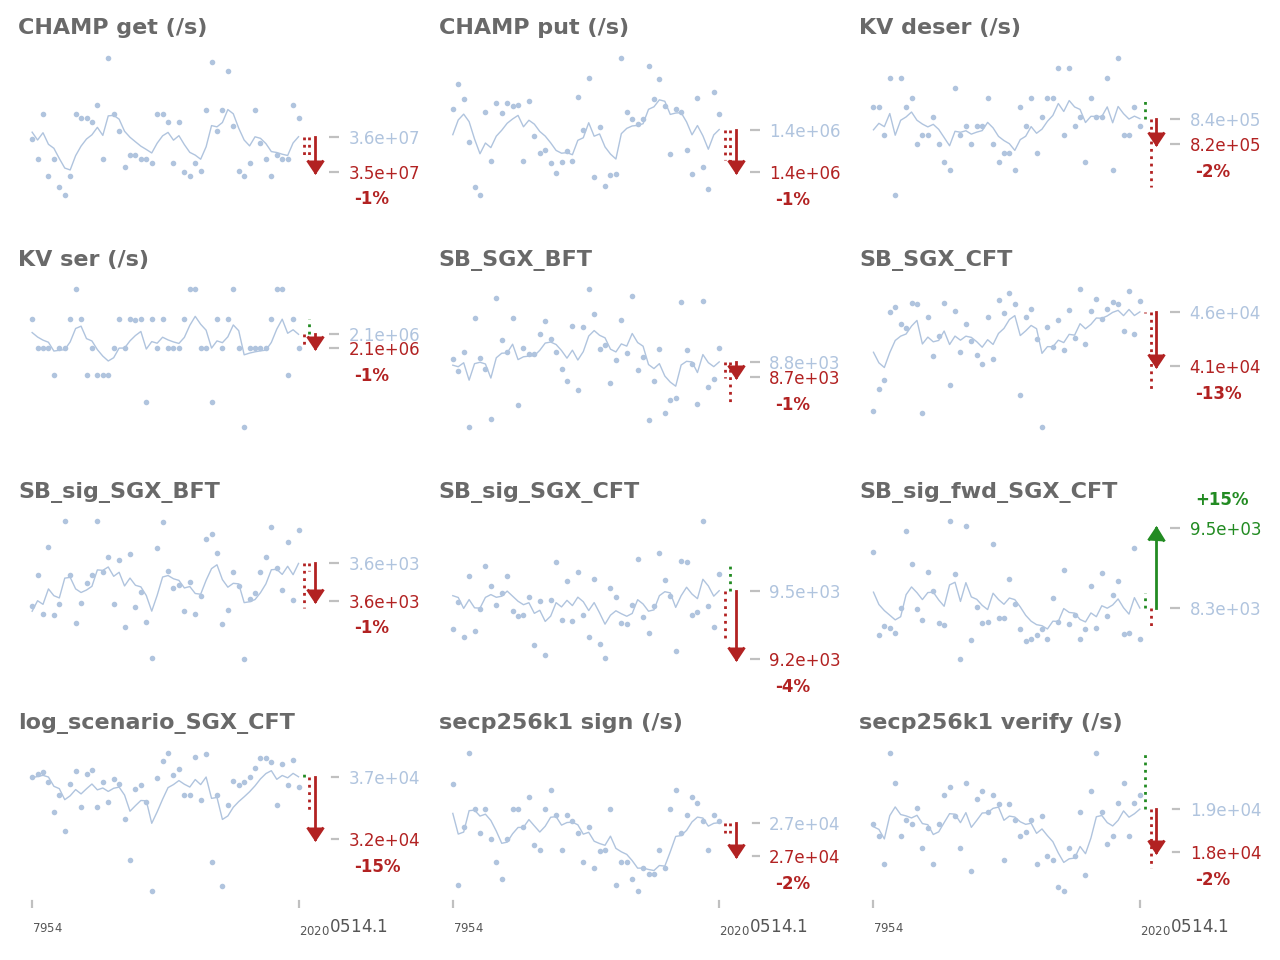 CHAMP get (/s)
3.6e+07
3.5e+07
-1%
CHAMP put (/s)
1.4e+06
1.4e+06
-1%
KV deser (/s)
8.4e+05
8.2e+05
-2%
KV ser (/s)
2.1e+06
2.1e+06
-1%
SB_SGX_BFT
8.8e+03
8.7e+03
-1%
SB_SGX_CFT
4.6e+04
4.1e+04
-13%
SB_sig_SGX_BFT
3.6e+03
3.6e+03
-1%
SB_sig_SGX_CFT
9.5e+03
9.2e+03
-4%
SB_sig_fwd_SGX_CFT
+15%
9.5e+03
8.3e+03
log_scenario_SGX_CFT
3.7e+04
3.2e+04
-15%
7954
20200514.1
secp256k1 sign (/s)
2.7e+04
2.7e+04
-2%
7954
20200514.1
secp256k1 verify (/s)
1.9e+04
1.8e+04
-2%
7954
20200514.1